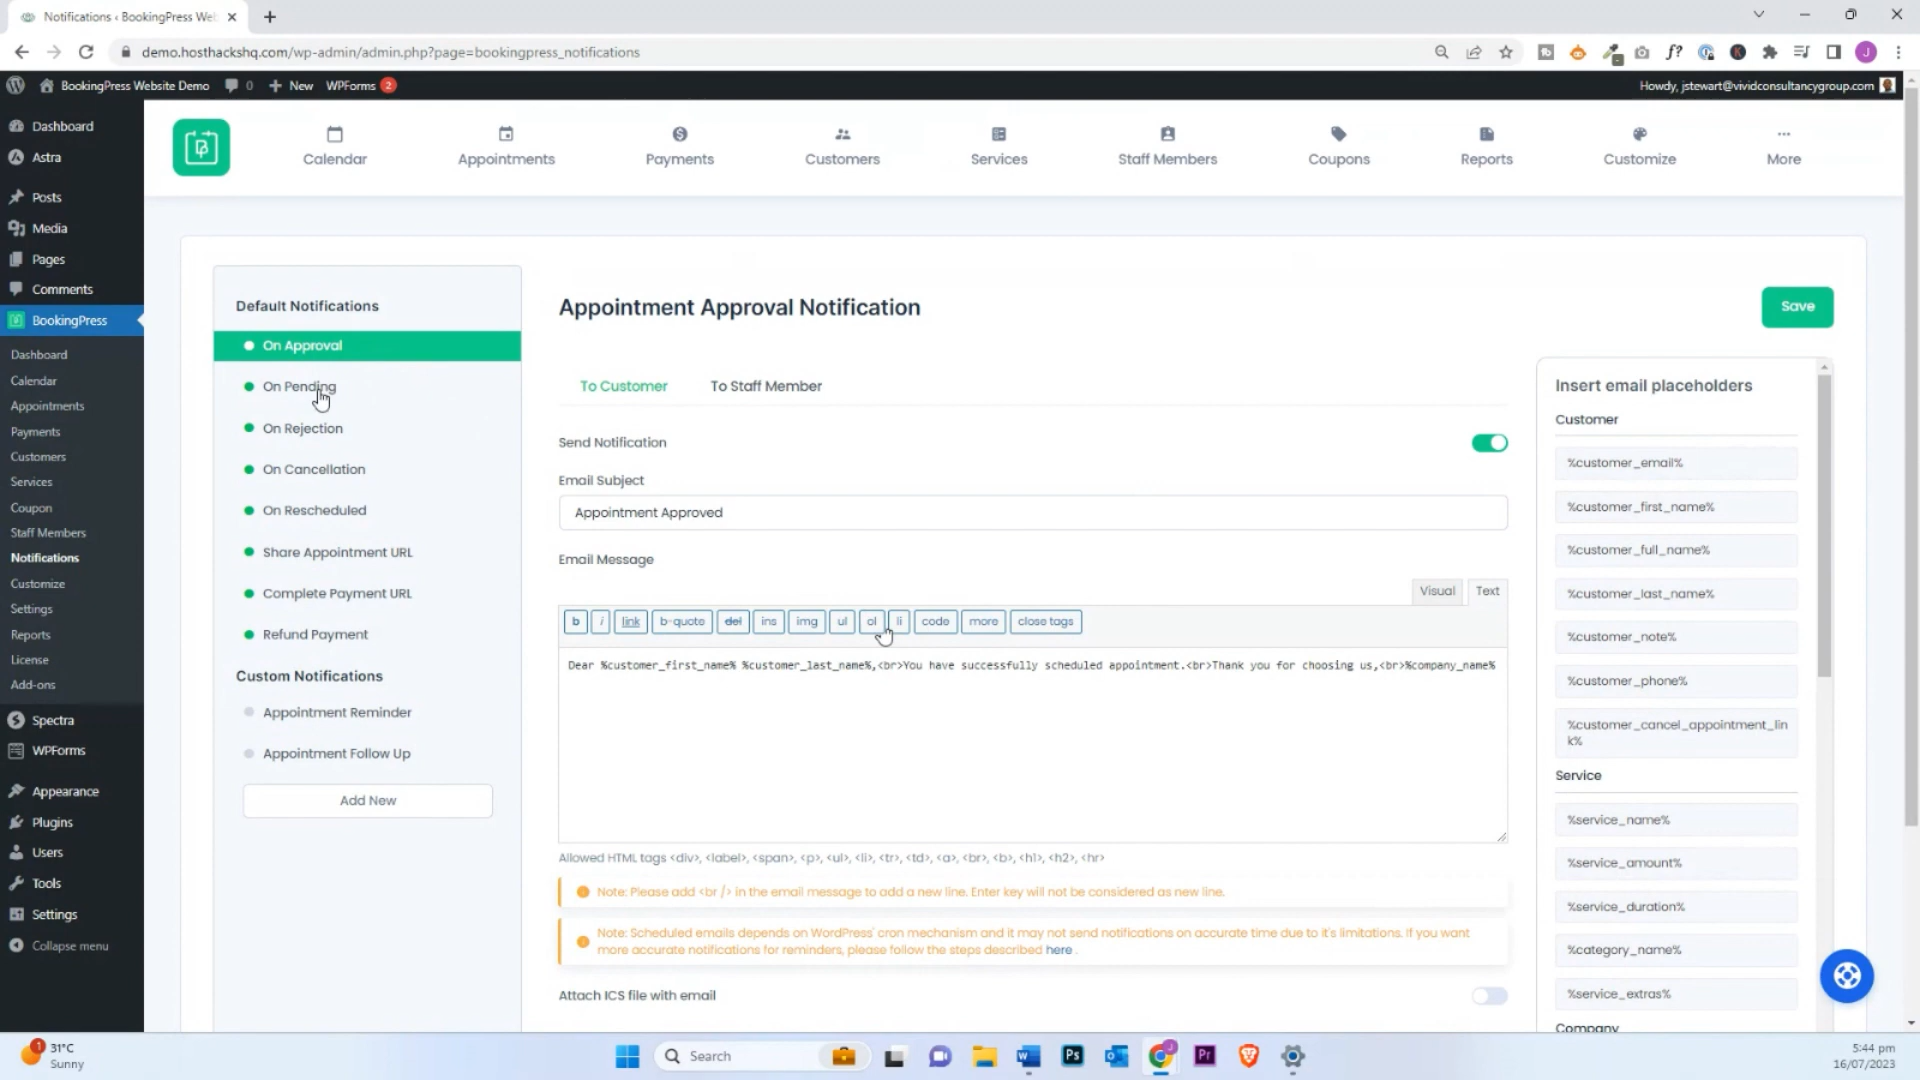 Notifications ‹ BookingPress Web
demo.hosthackshq.com/wp-admin/admin.php?page=bookingpress_notifications
BookingPress Website Demo
0
New
WPForms
2
Howdy, jstewart@vividconsultancygroup.com
Dashboard
Astra
Posts
Media
Pages
Comments
BookingPress
Dashboard
Calendar
Appointments
Payments
Customers
Services
Coupon
Staff Members
Notifications
Customize
Settings
Reports
License
Add-ons
Spectra
WPForms
Appearance
Plugins
Users
Tools
Settings
Collapse menu
Calendar
Appointments
Payments
Customers
Services
Staff Members
Coupons
Reports
Customize
More
Default Notifications
On Approval
On Pending
On Rejection
On Cancellation
On Rescheduled
Share Appointment URL
Complete Payment URL
Refund Payment
Custom Notifications
Appointment Reminder
Appointment Follow Up
Add New
Appointment Approval Notification
Save
To Customer
To Staff Member
Send Notification
Email Subject
Appointment Approved
Email Message
Visual
Text
b
i
link
b-quote
del
ins
img
ul
ol
li
code
more
close tags
Dear %customer_first_name% %customer_last_name%,<br>You have successfully scheduled appointment.<br>Thank you for choosing us,<br>%company_name%
Allowed HTML tags <div>, <label>, <span>, <p>, <ul>, <li>, <tr>, <td>, <a>, <br>, <b>, <h1>, <h2>, <hr>
Note: Please add <br /> in the email message to add a new line. Enter key will not be considered as new line.
Note: Scheduled emails depends on WordPress' cron mechanism and it may not send notifications on accurate time due to it's limitations. If you want
more accurate notifications for reminders, please follow the steps described here .
Attach ICS file with email
Insert email placeholders
Customer
%customer_email%
%customer_first_name%
%customer_full_name%
%customer_last_name%
%customer_note%
%customer_phone%
%customer_cancel_appointment_lin
k%
Service
%service_name%
%service_amount%
%service_duration%
%category_name%
%service_extras%
Company
1
31°C
Sunny
Search
5:44 pm
16/07/2023